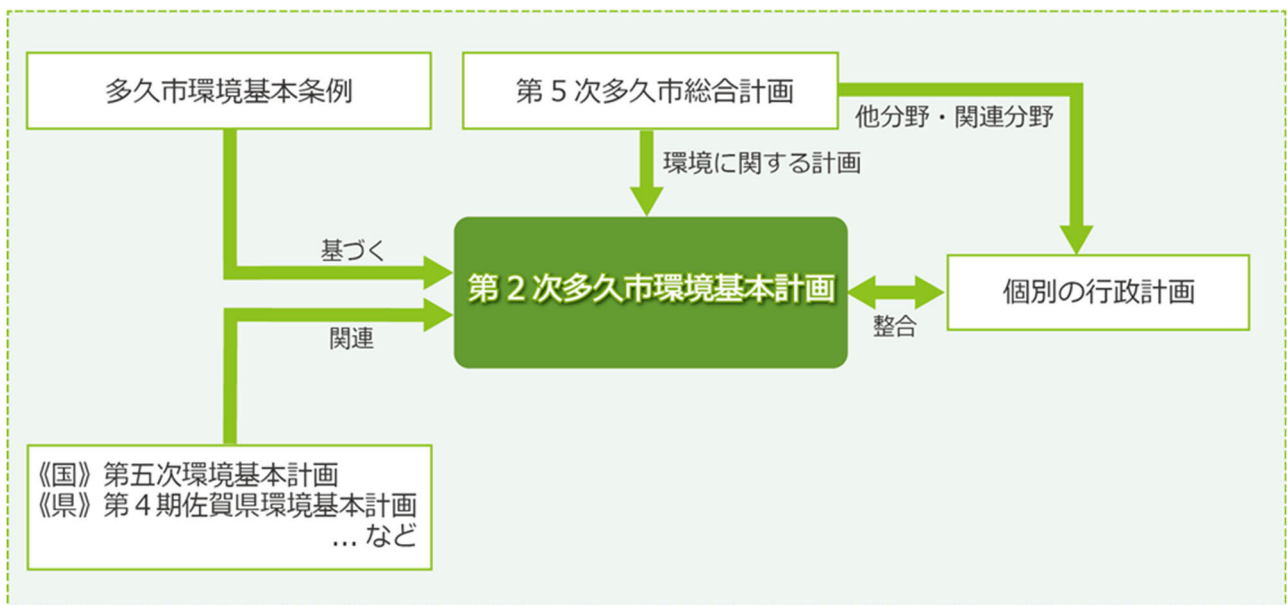 多久市環境基本条例
第5次多久市総合計画
他分野・関連分野
環境に関する計画
基づく
第2次多久市環境基本計画
個別の行政計画
整合
関連
《国》第五次環境基本計画
《県》第4期佐賀県環境基本計画
…など